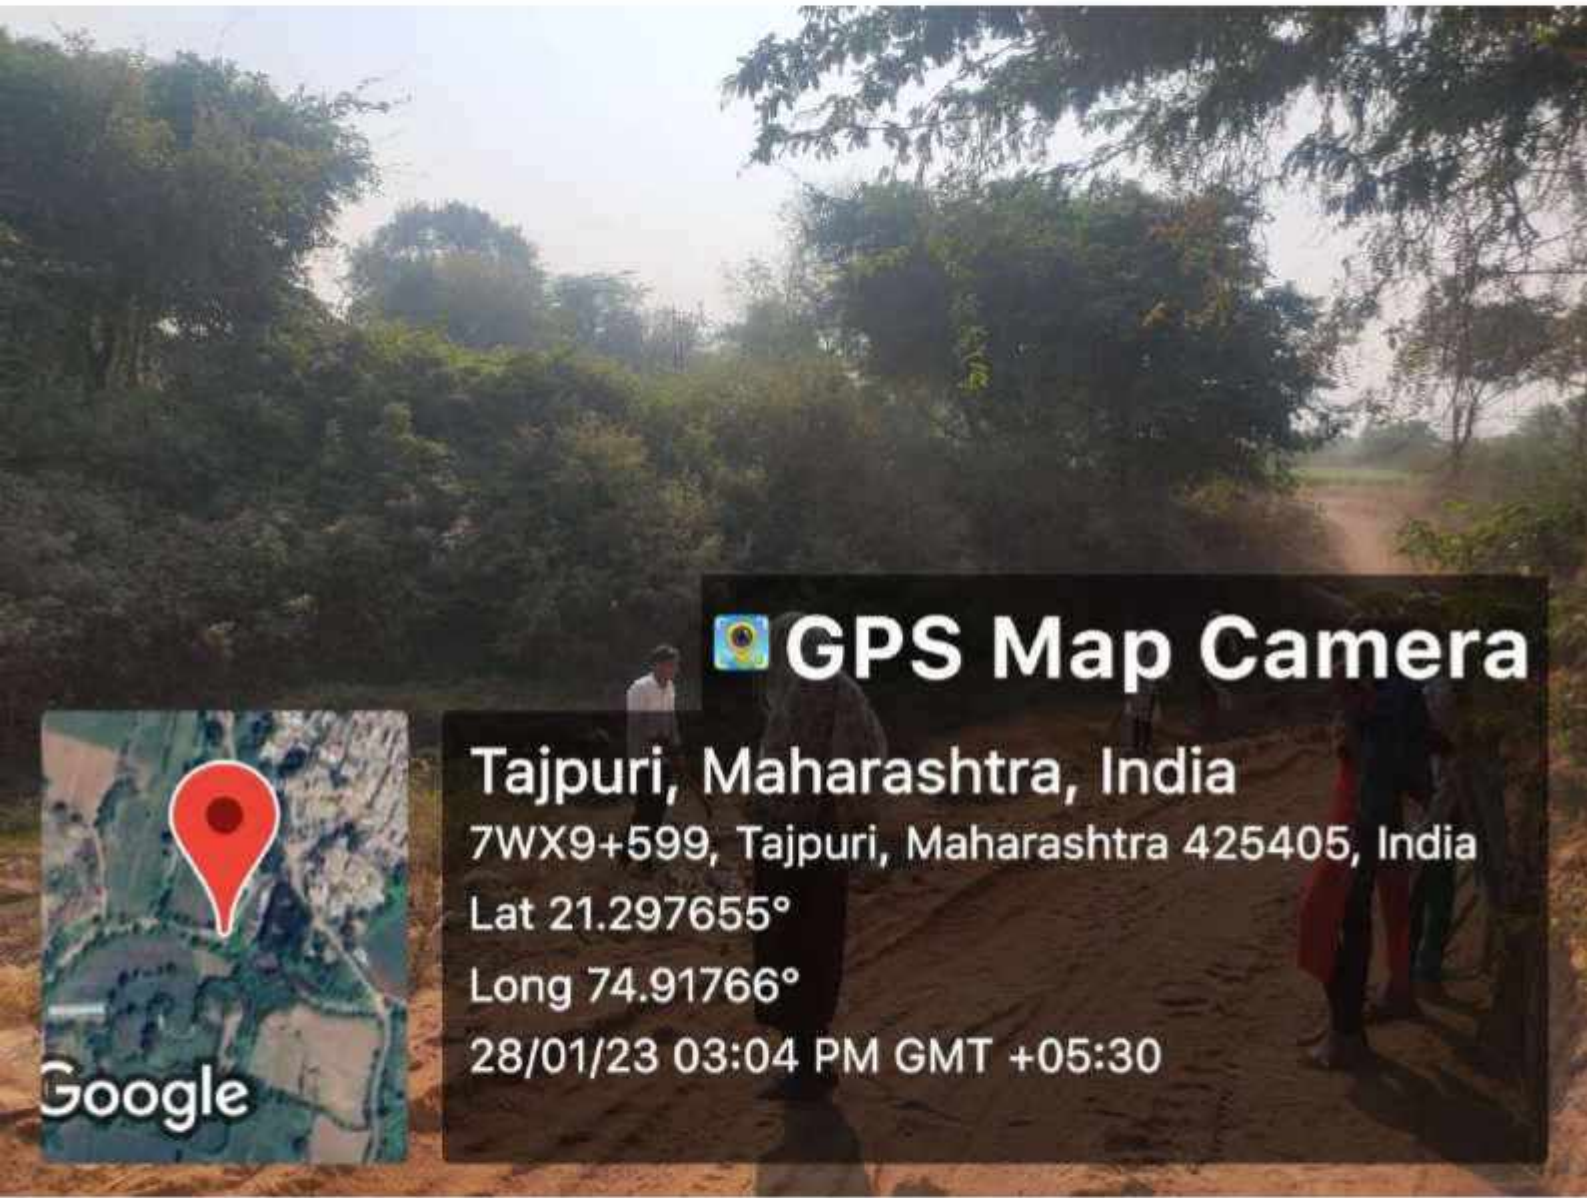 GPS Map Camera
Tajpuri, Maharashtra, India
7WX9+599, Tajpuri, Maharashtra 425405, India
Lat 21.297655°
Long 74.91766°
28/01/23 03:04 PM GMT +05:30
Google